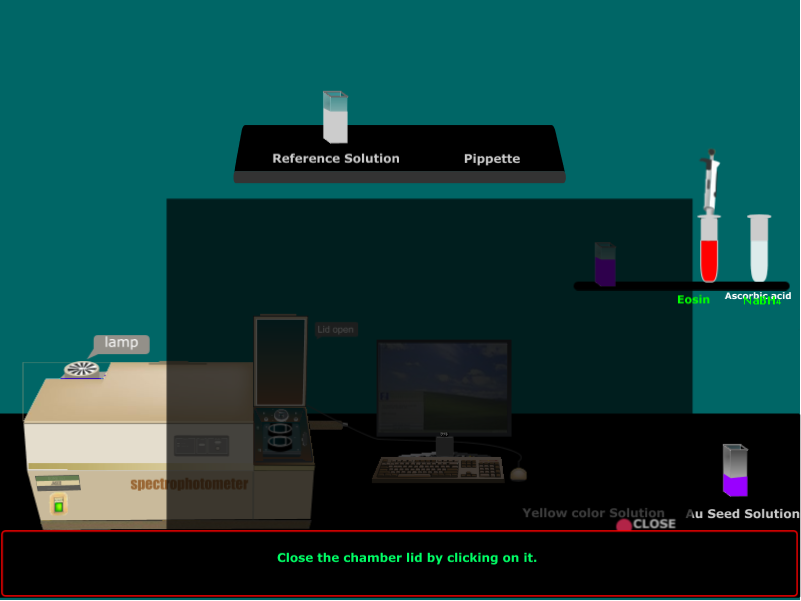 Reference Solution
Pippette
Eosin
Ascorbic acid
Lid open
lamp
spectrophotometer
Yellow color Solution
Au Seed Solution
CLOSE
Close the chamber lid by clicking on it.